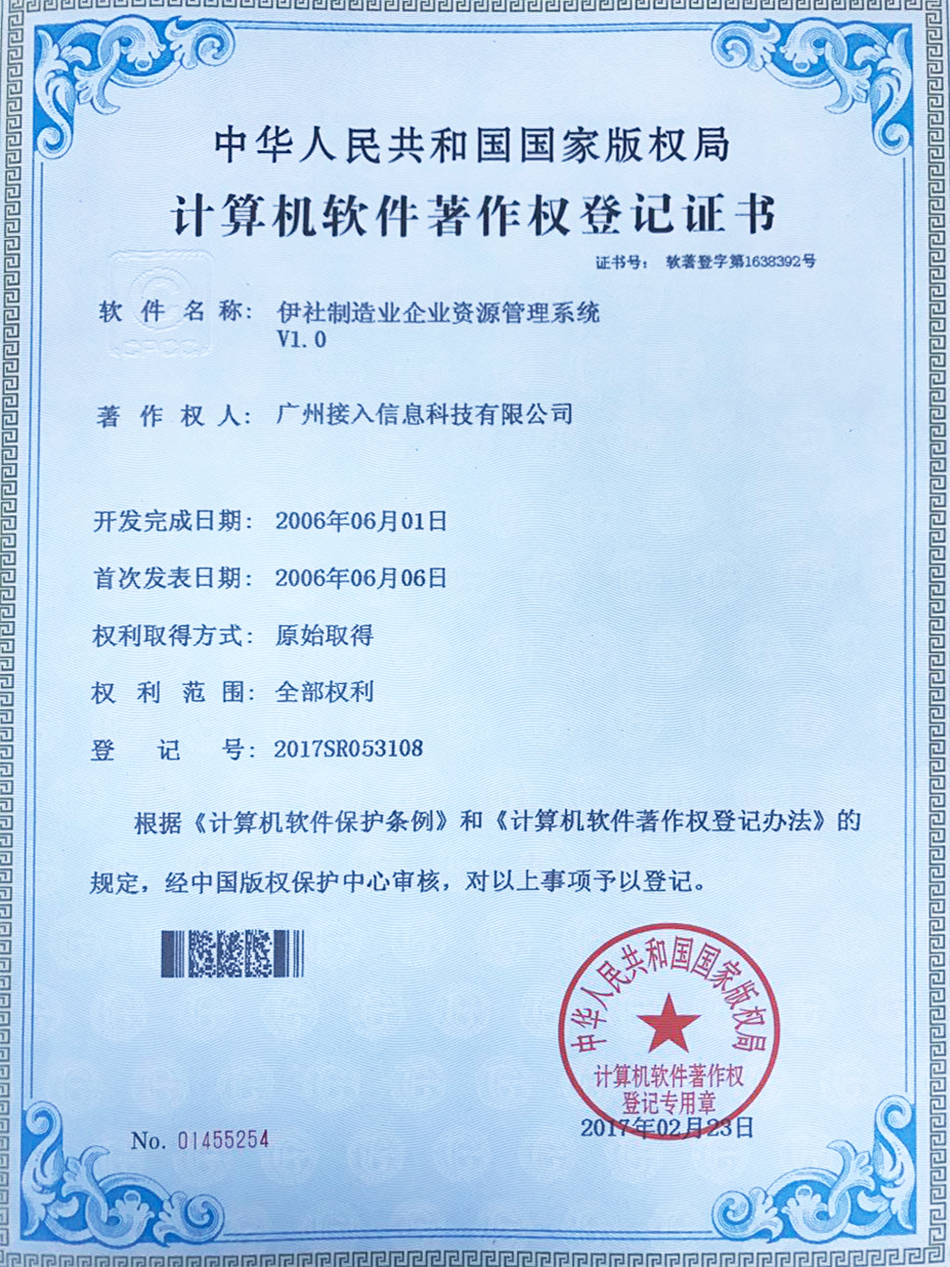 中华人民共和国国家版权局
计算机软件著作权登记证书
证书号： 软著登字第1638392号
软件名称： 伊社制造业企业资源管理系统
V1.0
著作权人： 广州接入信息科技有限公司
开发完成日期： 2006年06月01日
首次发表日期： 2006年06月06日
权利取得方式： 原始取得
权利范围： 全部权利
登记号： 2017SR053108
根据《计算机软件保护条例》和《计算机软件著作权登记办法》的
规定，经中国版权保护中心审核，对以上事项予以登记。
中华人民共和国国家版权局
计算机软件著作权
登记专用章
2017年02月23日
No. 01455254
CPCC